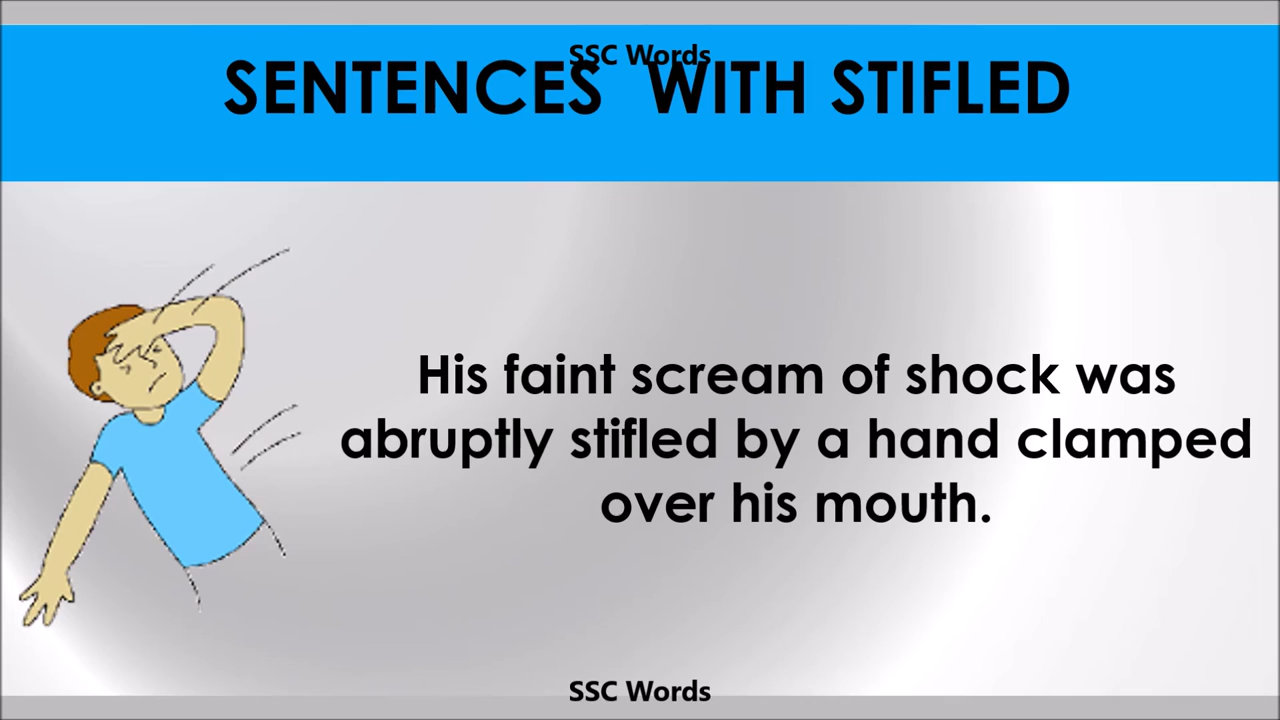 SSC Words
SENTENCES WITH STIFLED
His faint scream of shock was
abruptly stifled by a hand clamped
over his mouth.
SSC Words